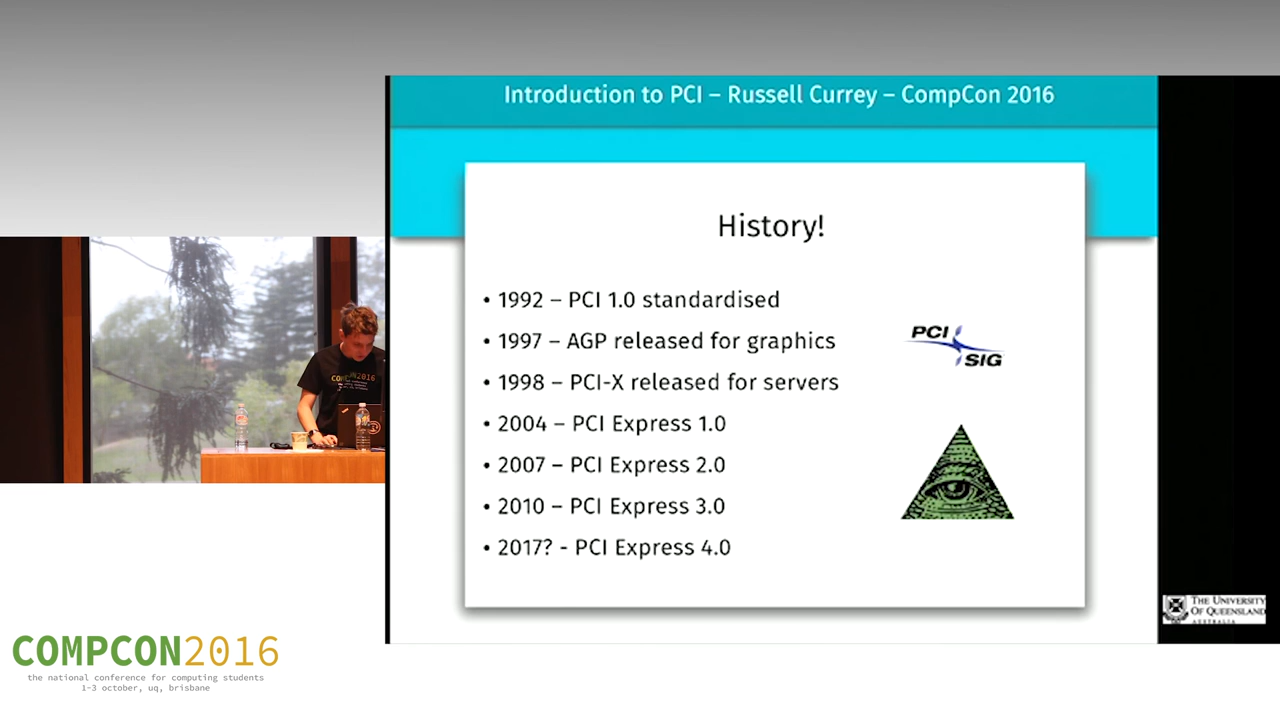 Introduction to PCI – Russell Currey – CompCon 2016
History!
• 1992 – PCI 1.0 standardised
• 1997 – AGP released for graphics
• 1998 – PCI-X released for servers
• 2004 – PCI Express 1.0
• 2007 – PCI Express 2.0
• 2010 – PCI Express 3.0
• 2017? - PCI Express 4.0
PCI
SIG
COMPCON2016
THE UNIVERSITY
OF QUEENSLAND
AUSTRALIA
COMPCON2016
the national conference for computing students
1-3 october, uq, brisbane